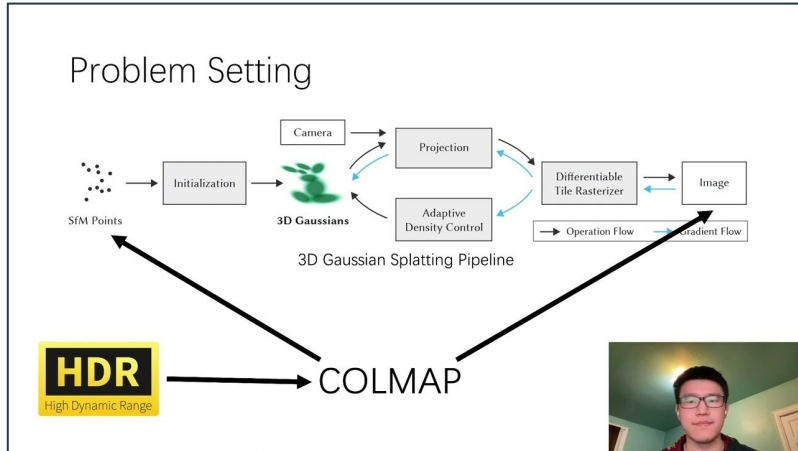 Problem Setting
Camera
Projection
Initialization
Differentiable
Tile Rasterizer
Image
SfM Points
3D Gaussians
Adaptive
Density Control
Operation Flow
Gradient Flow
3D Gaussian Splatting Pipeline
HDR
High Dynamic Range
COLMAP